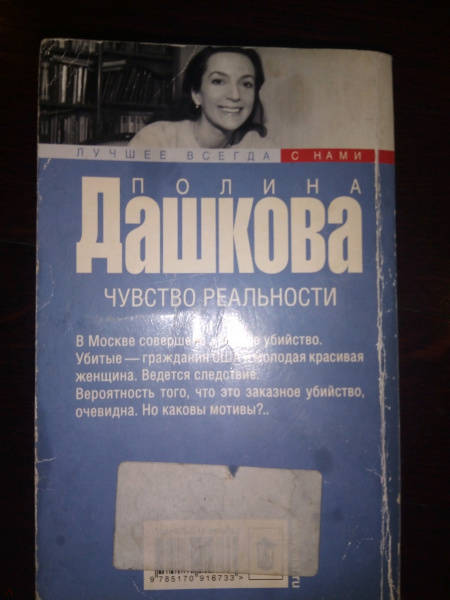 ЛУЧШЕЕ ВСЕГДА С НАМИ
ПОЛИНА
ДАШКОВА
ЧУВСТВО РЕАЛЬНОСТИ
В Москве совершено убийство.
Убитые — гражданин США и молодая красивая
женщина. Ведется следствие.
Вероятность того, что это заказное убийство,
очевидна. Но каковы мотивы?..
9 785170 916733 >